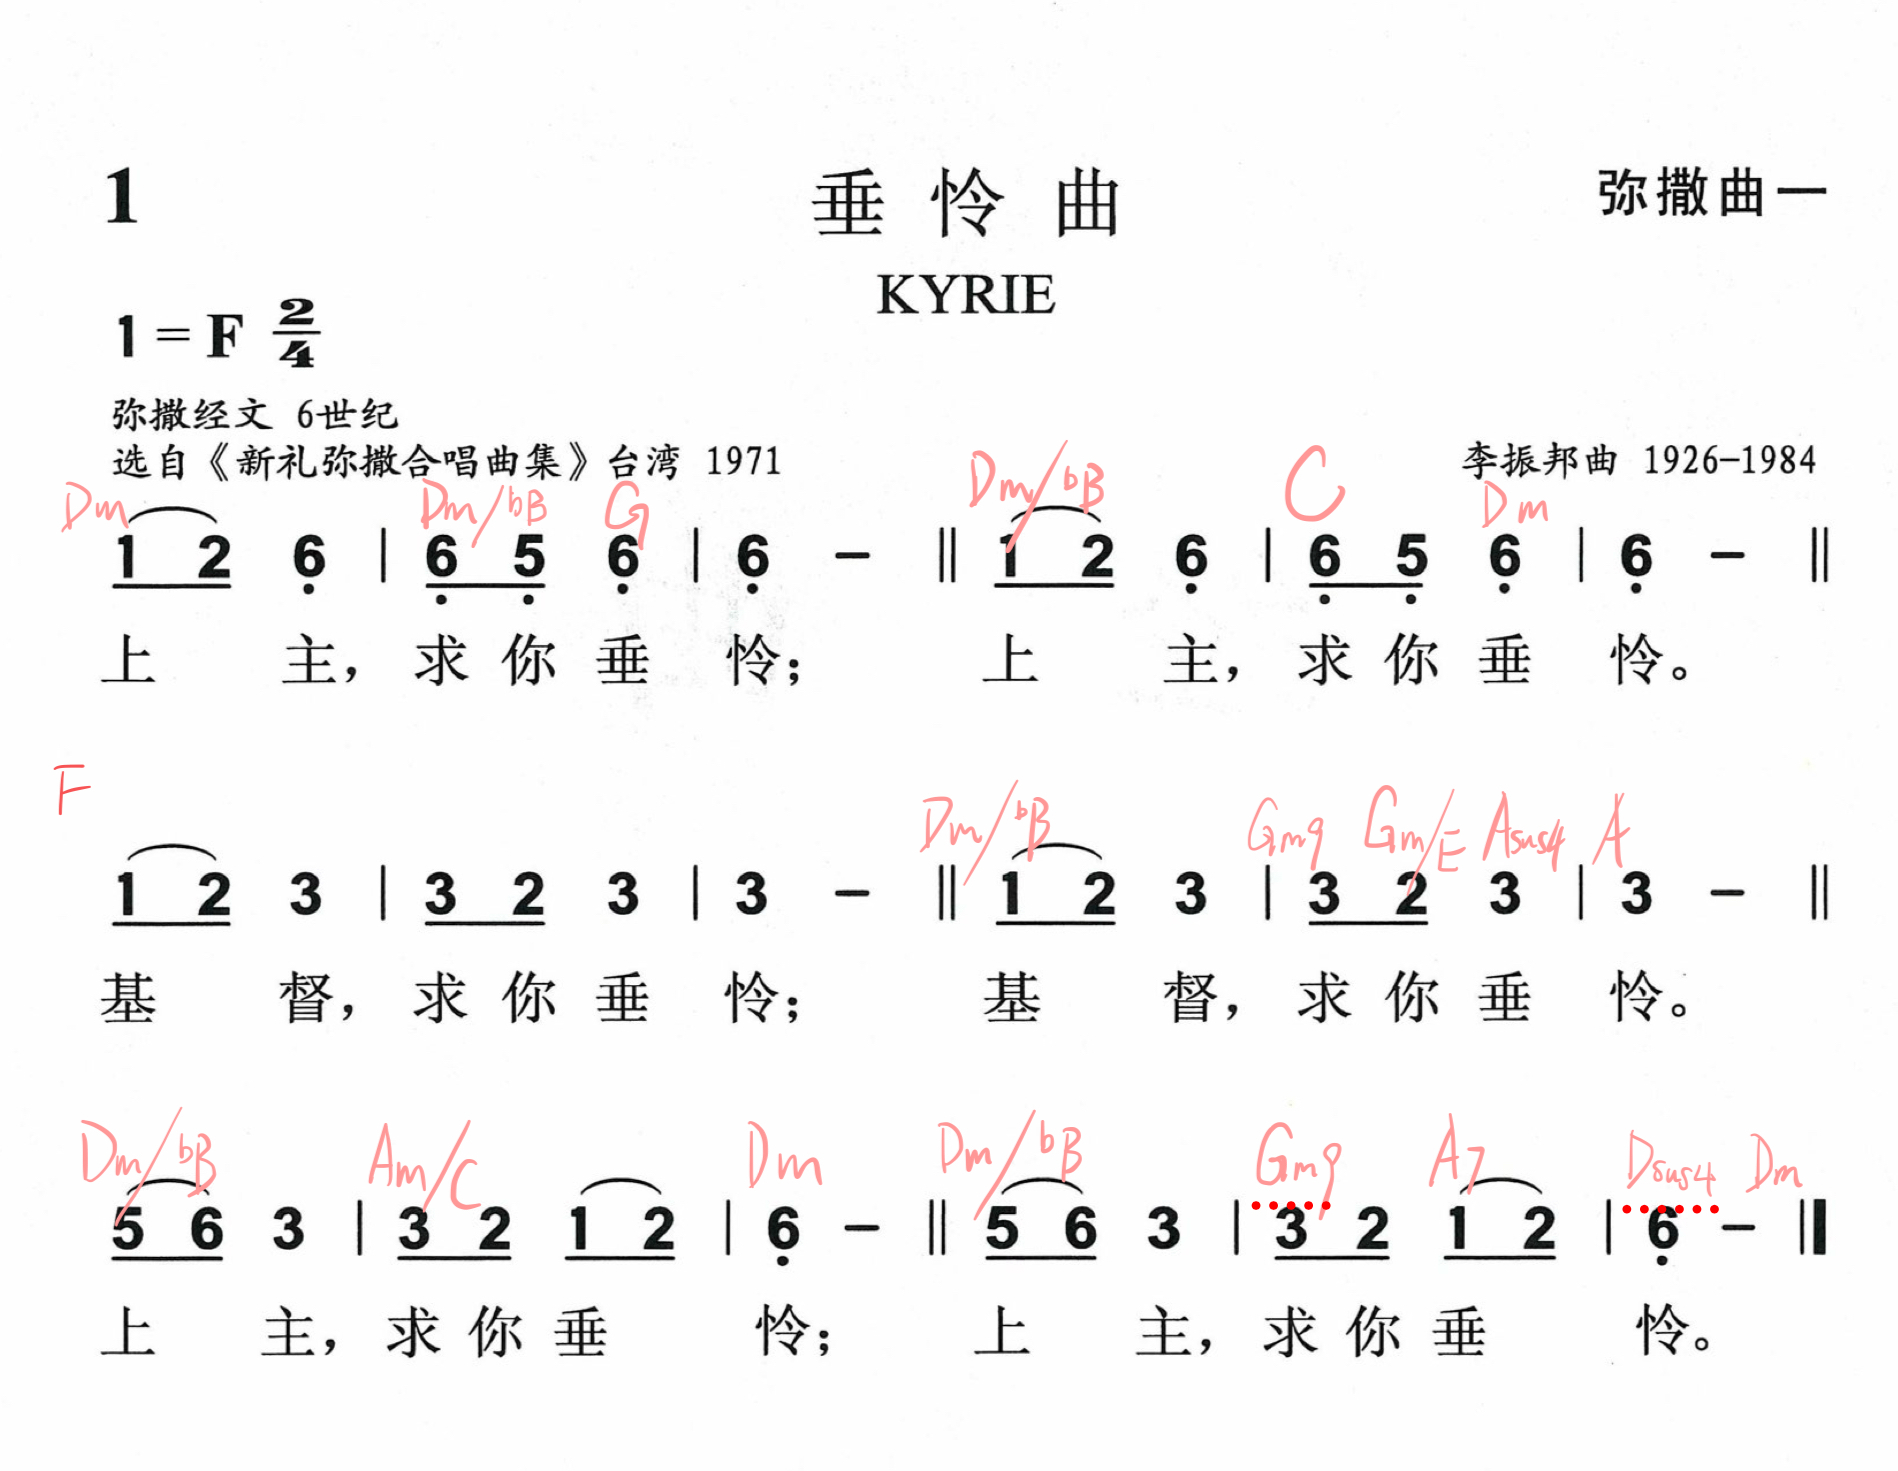 1 垂怜曲 弥撒曲一
KYRIE
1 = F 2/4
弥撒经文 6世纪
选自《新礼弥撒合唱曲集》台湾 1971 李振邦曲 1926–1984
Dm Dm/bB G Dm/bB C Dm
1 2 6̣ | 6̣ 5̣ 6̣ | 6̣ – || 1 2 6̣ | 6̣ 5̣ 6̣ | 6̣ – ||
上 主，求 你 垂 怜； 上 主，求 你 垂 怜。
F Dm/bB Gm9 Gm/E Asus4 A
1 2 3 | 3 2 3 | 3 – || 1 2 3 | 3 2 3 | 3 – ||
基 督，求 你 垂 怜； 基 督，求 你 垂 怜。
Dm/bB Am/C Dm Dm/bB Gm9 A7 Dsus4 Dm
5 6 3 | 3 2 1 2 | 6̣ – || 5 6 3 | 3 2 1 2 | 6̣ – ||
上 主，求 你 垂 怜； 上 主，求 你 垂 怜。